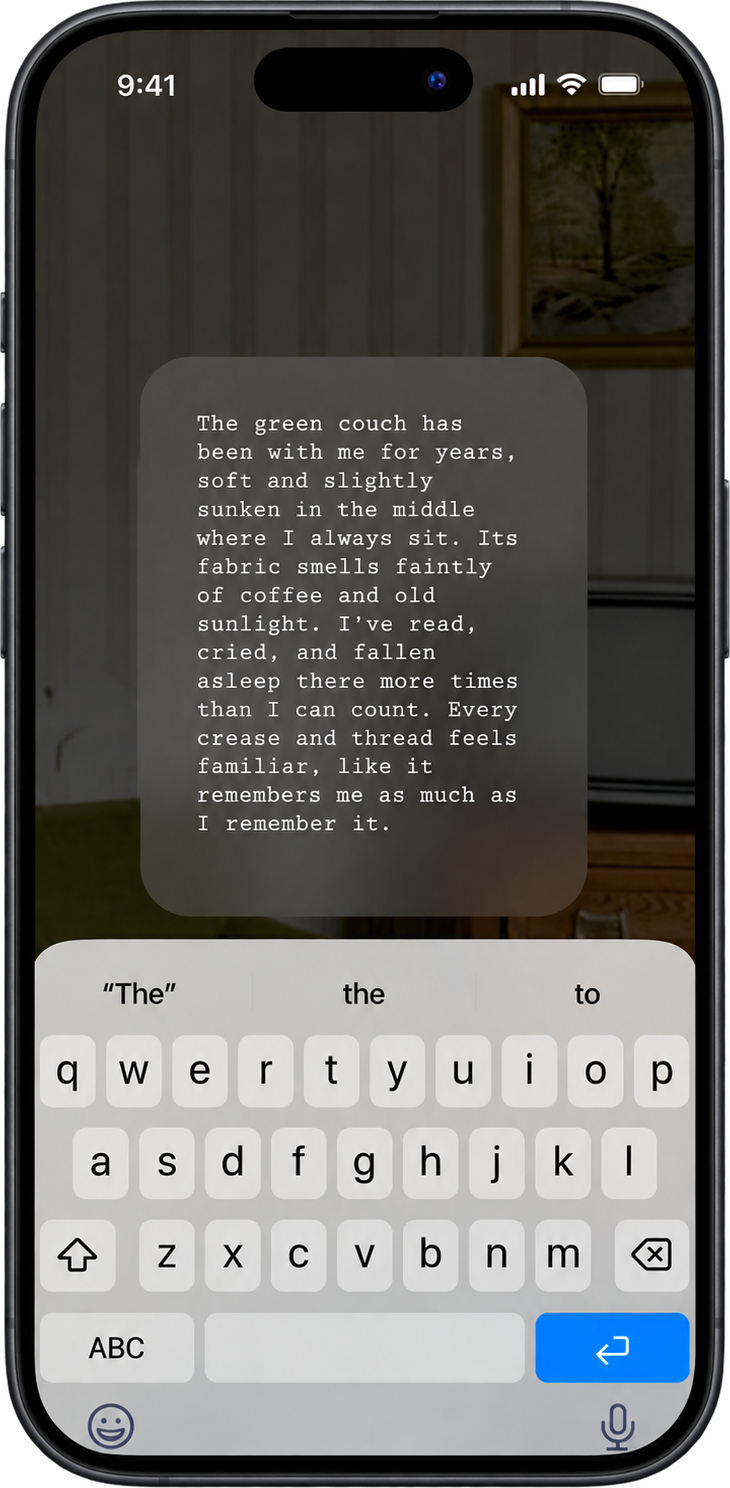 9:41
The green couch has
been with me for years,
soft and slightly
sunken in the middle
where I always sit. Its
fabric smells faintly
of coffee and old
sunlight. I’ve read,
cried, and fallen
asleep there more times
than I can count. Every
crease and thread feels
familiar, like it
remembers me as much as
I remember it.
“The” the to
q w e r t y u i o p
a s d f g h j k l
z x c v b n m
ABC